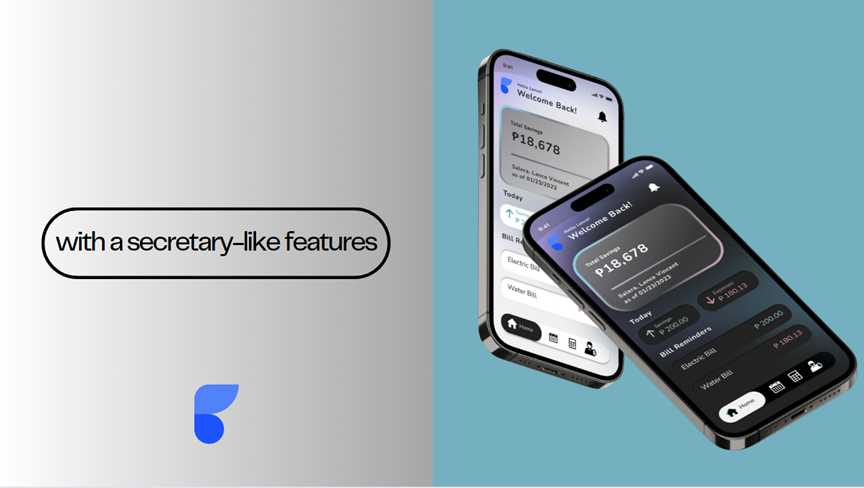 with a secretary-like features
9:41
Hello Lance!
Welcome Back!
Total Savings
₱18,678
Salera, Lance Vincent
as of 01/23/2023
Today
Savings
Bill Re
Electric Bill
Water Bill
Home
9:41
Hello Lance!
Welcome Back!
Total Savings
₱18,678
Salera, Lance Vincent
as of 01/23/2023
Today
Savings
₱ 200.00
Expenses
₱ 180.13
Bill Reminders
Electric Bill
₱ 200.00
Water Bill
₱ 180.13
Home